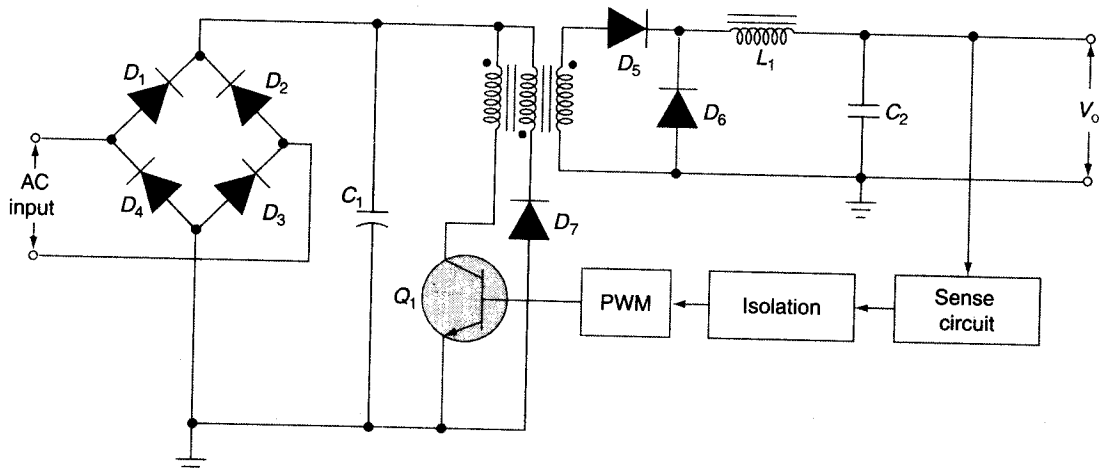 D1
D2
D4
D3
AC
input
C1
Q1
D7
D5
D6
L1
C2
Vo
PWM
Isolation
Sense
circuit